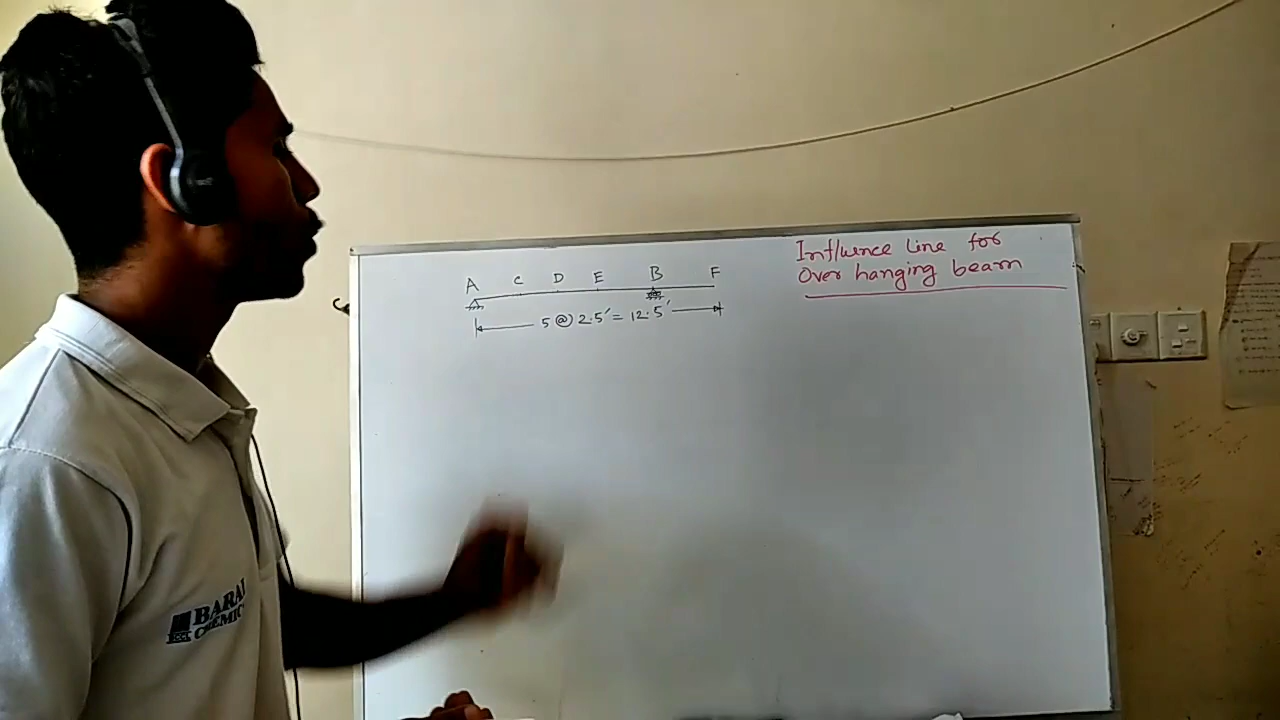 Influence line for
Over hanging beam
A C D E B F
5 @ 2.5' = 12.5'
BARAI